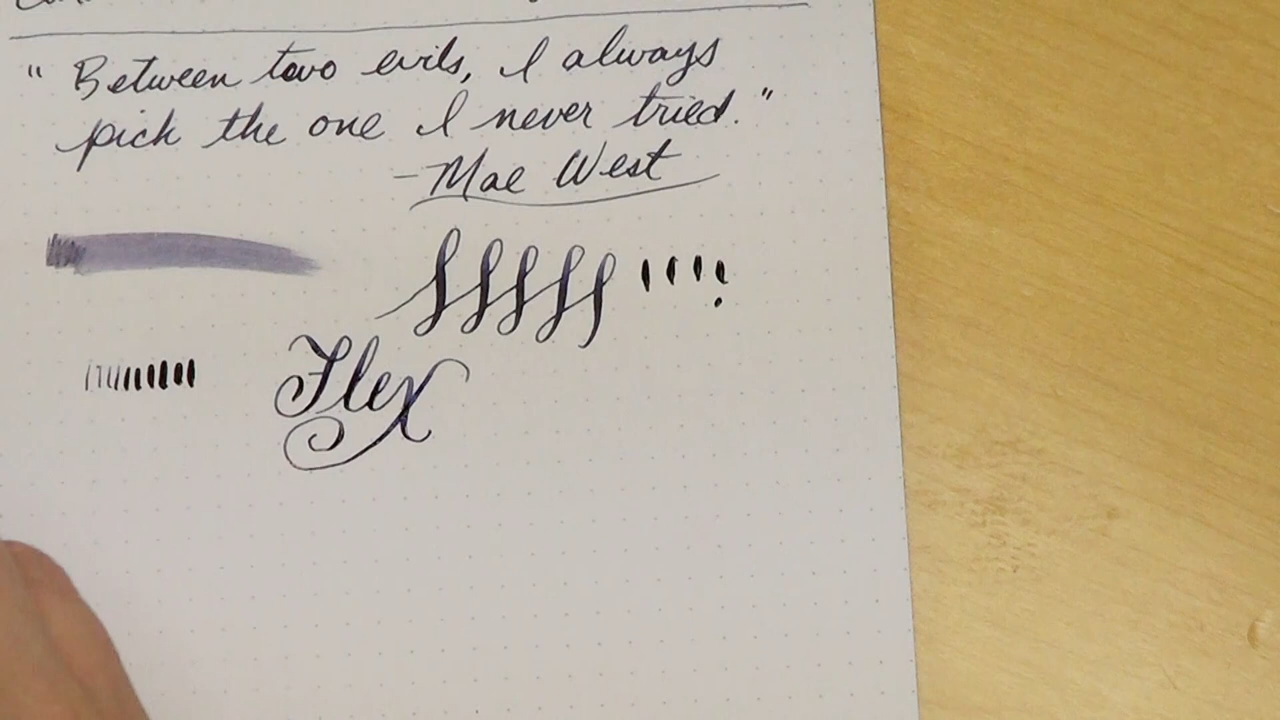 " Between two evils, I always
pick the one I never tried. "
- Mae West
Flex